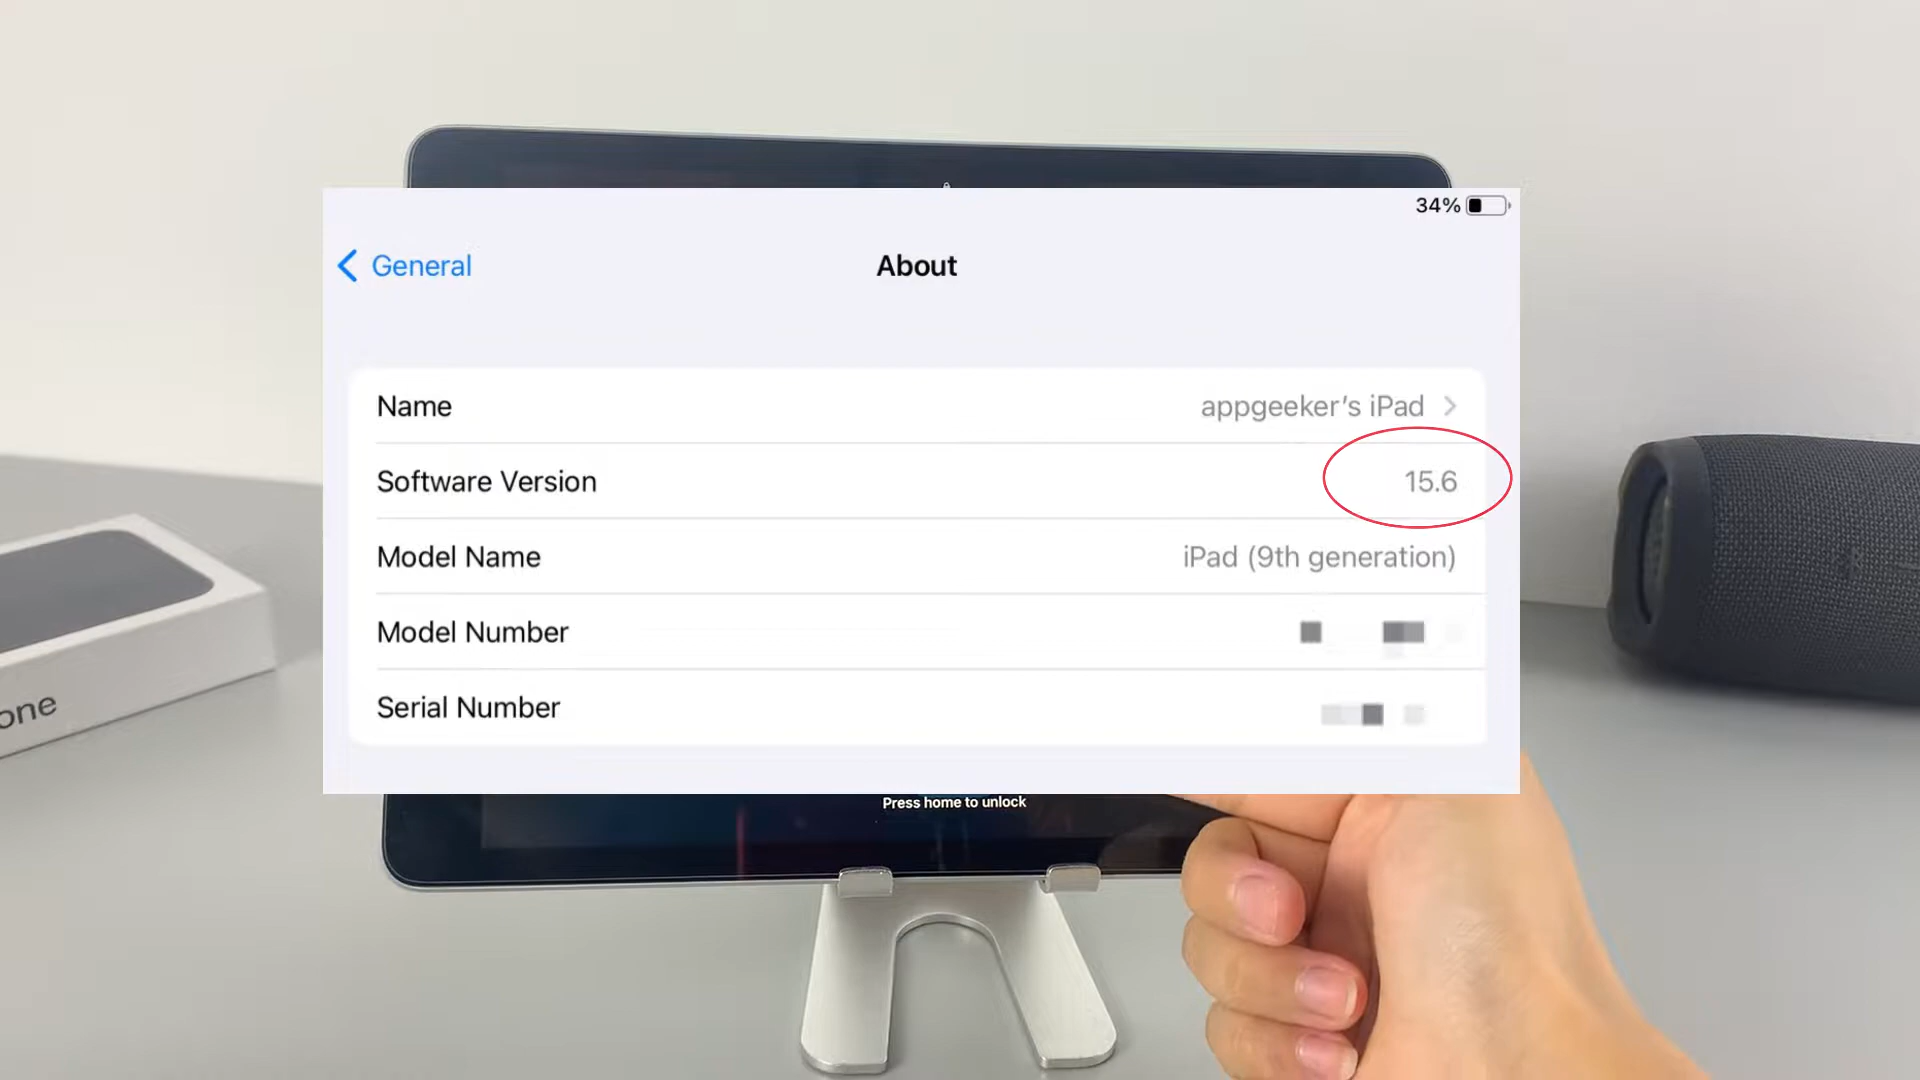 34%
General
About
Name
appgeeker's iPad
Software Version
15.6
Model Name
iPad (9th generation)
Model Number
Serial Number
one
Press home to unlock